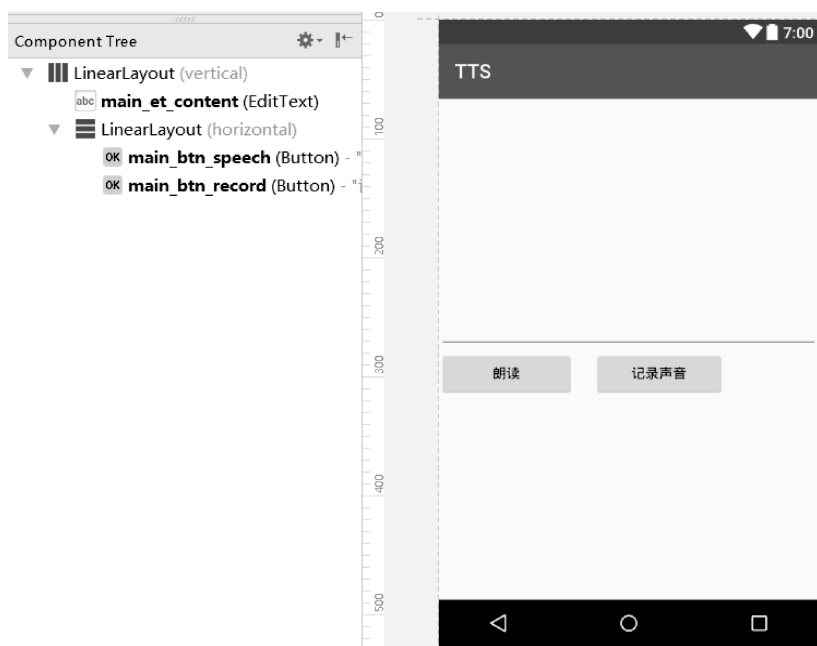 Component Tree
LinearLayout (vertical)
abc main_et_content (EditText)
LinearLayout (horizontal)
OK main_btn_speech (Button) - "
OK main_btn_record (Button) - "
0
100
200
300
400
500
7:00
TTS
朗读
记录声音